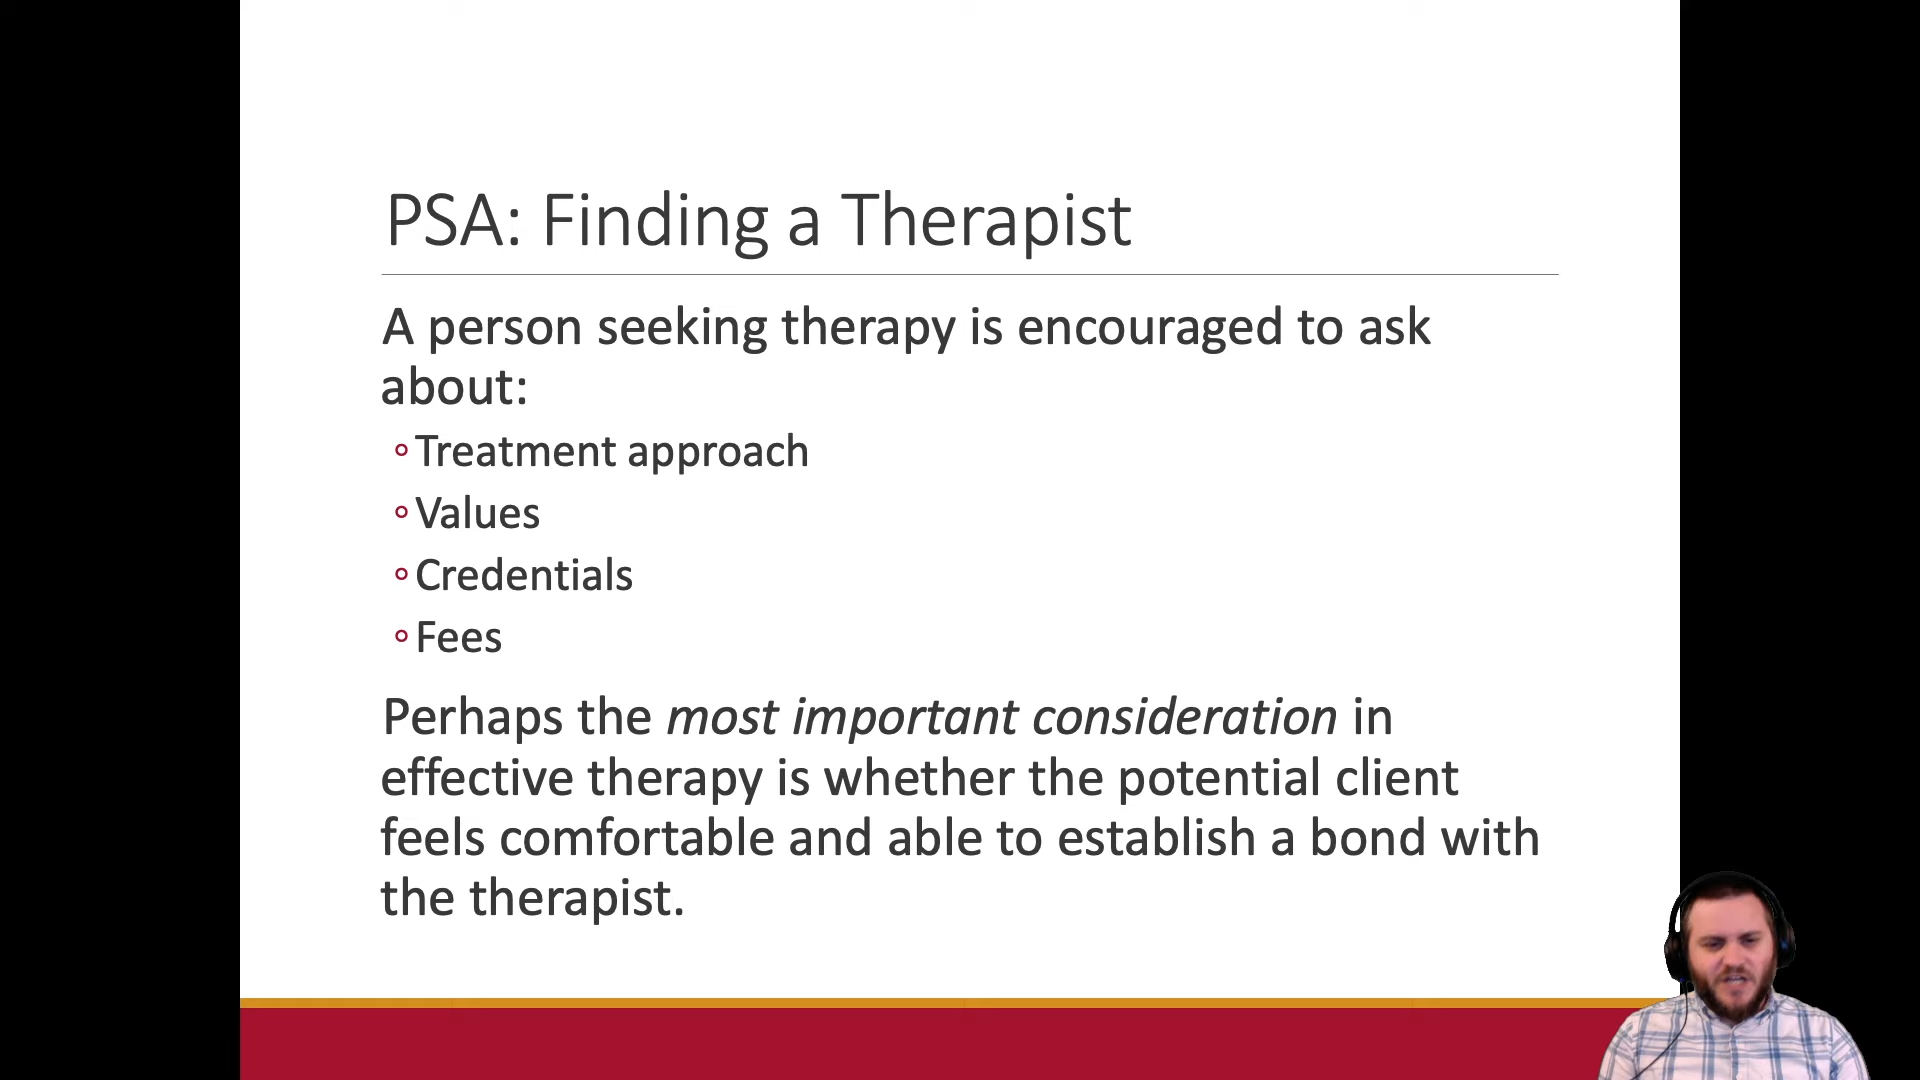 PSA: Finding a Therapist
A person seeking therapy is encouraged to ask
about:
◦Treatment approach
◦Values
◦Credentials
◦Fees
Perhaps the most important consideration in
effective therapy is whether the potential client
feels comfortable and able to establish a bond with
the therapist.